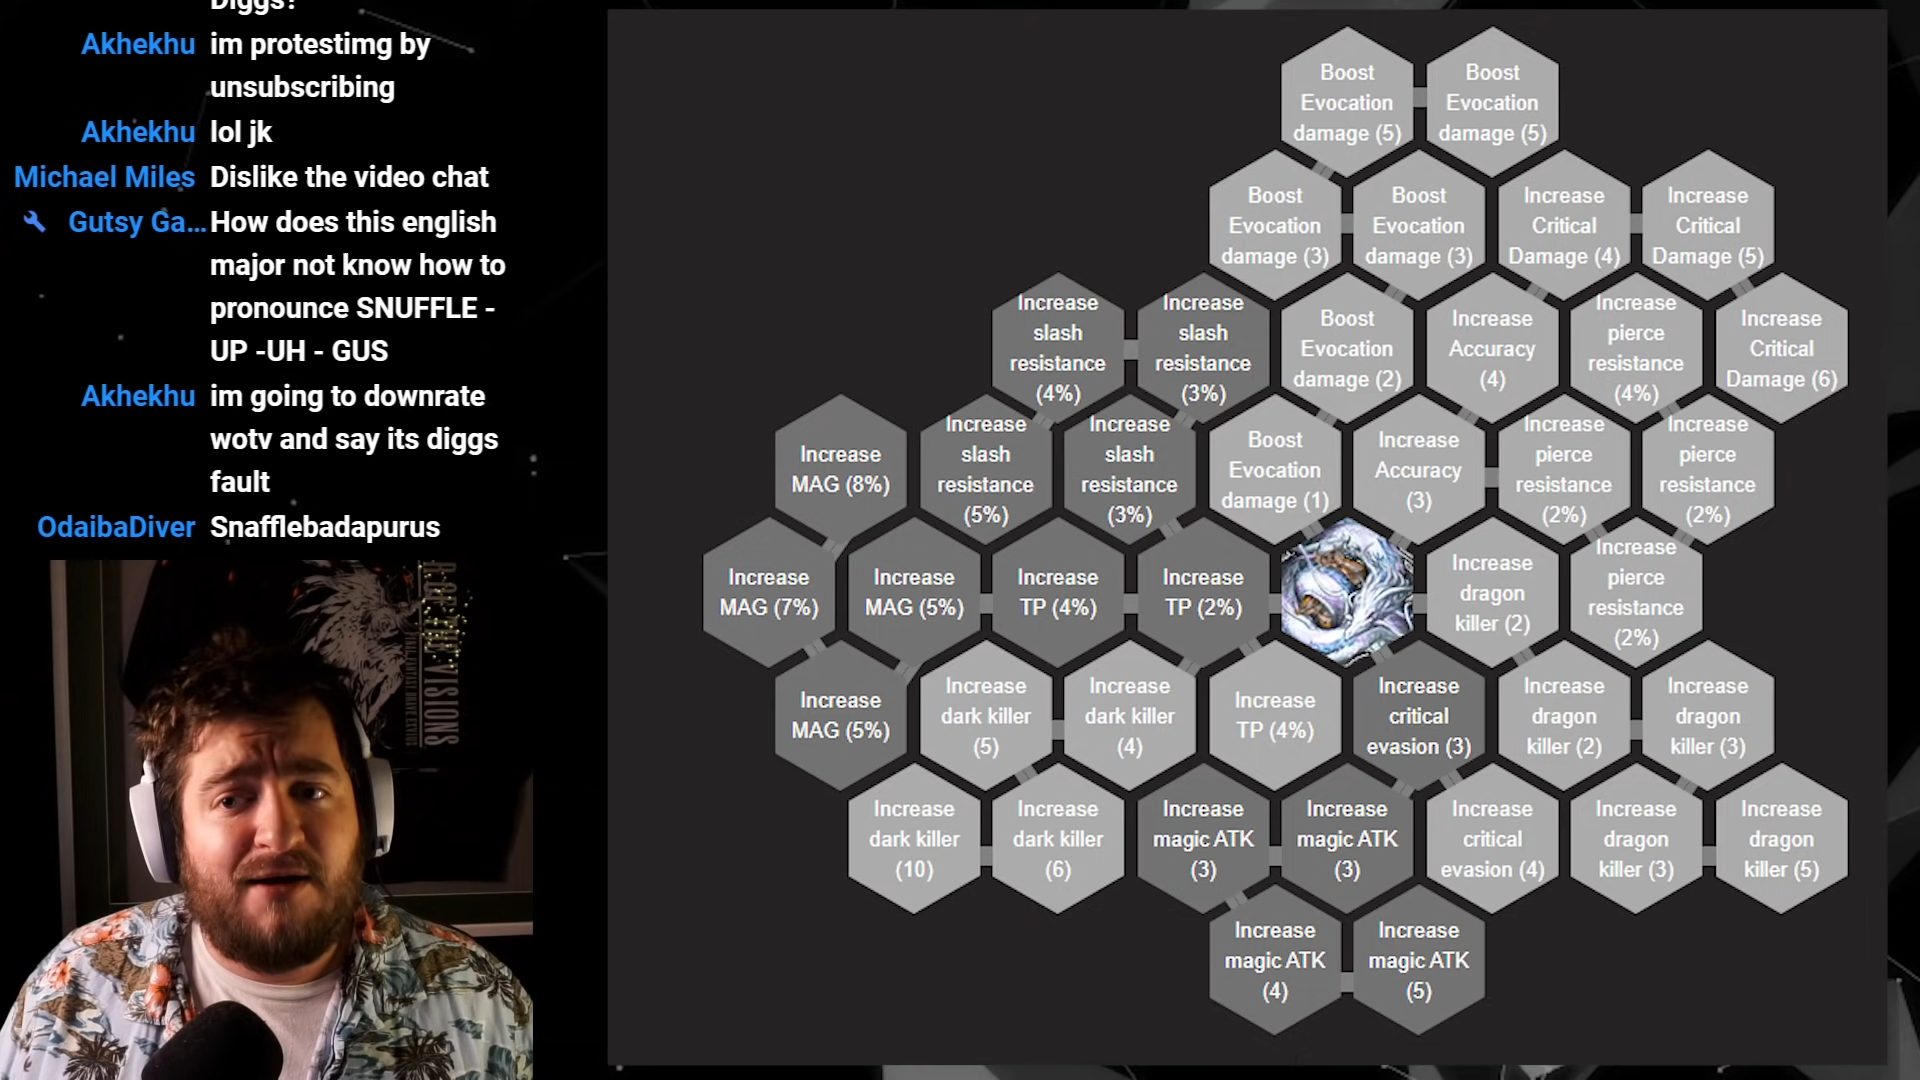 Diggs?
Akhekhu im protestimg by
unsubscribing
Akhekhu lol jk
Michael Miles Dislike the video chat
Gutsy Ga... How does this english
major not know how to
pronounce SNUFFLE -
UP -UH - GUS
Akhekhu im going to downrate
wotv and say its diggs
fault
OdaibaDiver Snafflebadapurus
Boost
Evocation
damage (5)
Boost
Evocation
damage (5)
Boost
Evocation
damage (3)
Boost
Evocation
damage (3)
Increase
Critical
Damage (4)
Increase
Critical
Damage (5)
Increase
slash
resistance
(4%)
Increase
slash
resistance
(3%)
Boost
Evocation
damage (2)
Increase
Accuracy
(4)
Increase
pierce
resistance
(4%)
Increase
Critical
Damage (6)
Increase
MAG (8%)
Increase
slash
resistance
(5%)
Increase
slash
resistance
(3%)
Boost
Evocation
damage (1)
Increase
Accuracy
(3)
Increase
pierce
resistance
(2%)
Increase
pierce
resistance
(2%)
Increase
MAG (7%)
Increase
MAG (5%)
Increase
TP (4%)
Increase
TP (2%)
Increase
dragon
killer (2)
Increase
pierce
resistance
(2%)
Increase
MAG (5%)
Increase
dark killer
(5)
Increase
dark killer
(4)
Increase
TP (4%)
Increase
critical
evasion (3)
Increase
dragon
killer (2)
Increase
dragon
killer (3)
Increase
dark killer
(10)
Increase
dark killer
(6)
Increase
magic ATK
(3)
Increase
magic ATK
(3)
Increase
critical
evasion (4)
Increase
dragon
killer (3)
Increase
dragon
killer (5)
Increase
magic ATK
(4)
Increase
magic ATK
(5)
VISIONS